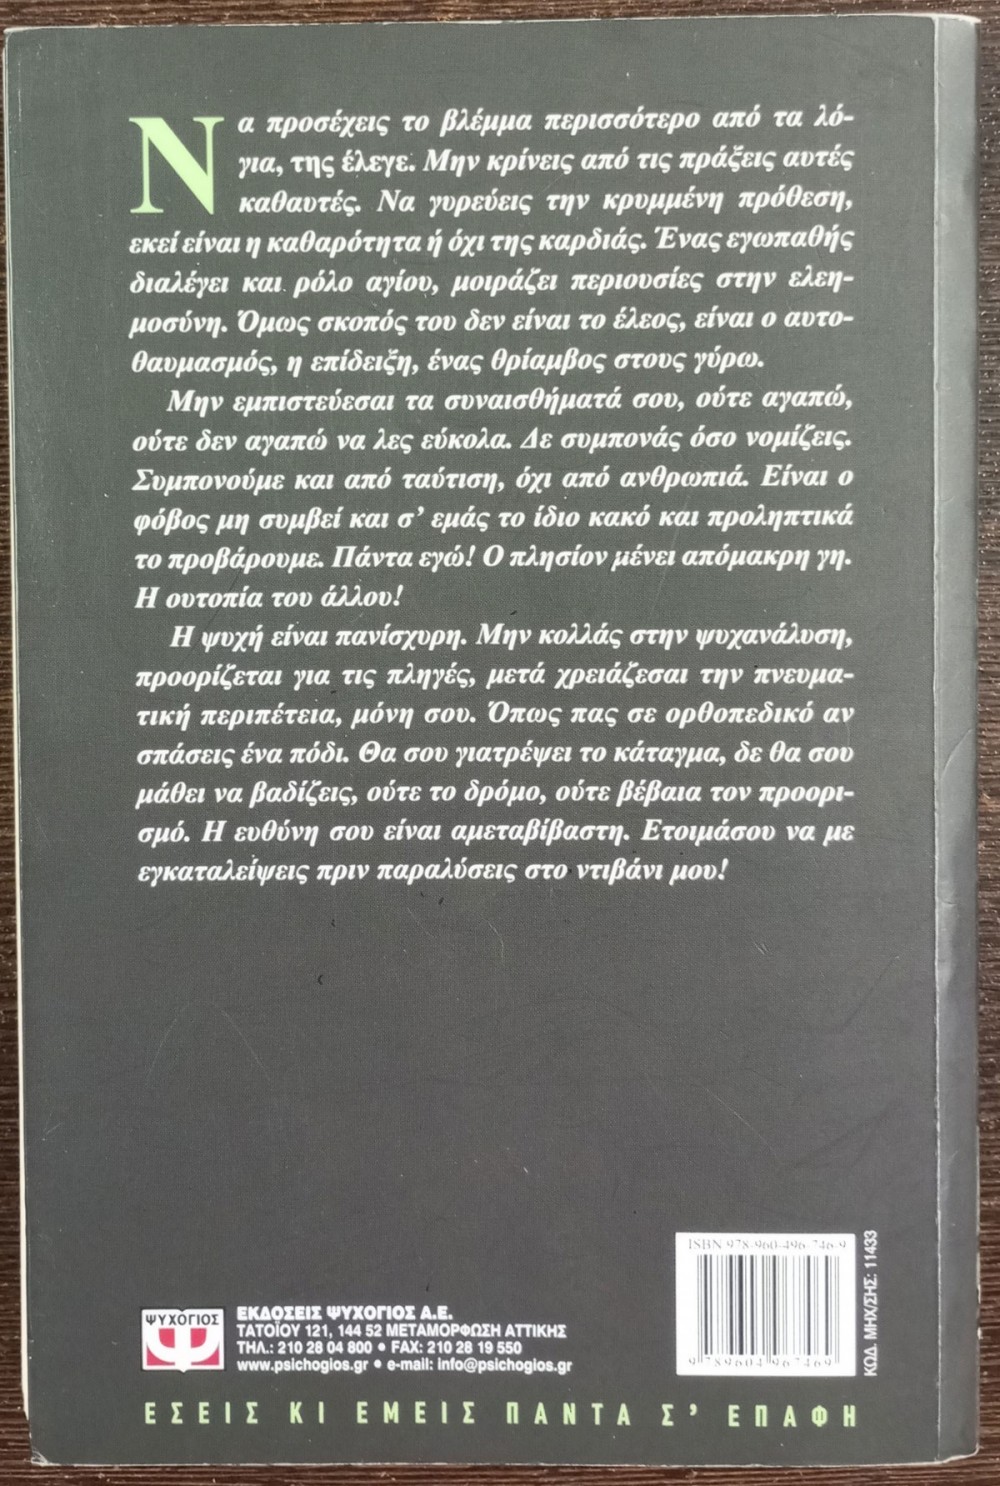 Να προσέχεις το βλέμμα περισσότερο από τα λό-
για, της έλεγε. Μην κρίνεις από τις πράξεις αυτές
καθαυτές. Να γυρεύεις την κρυμμένη πρόθεση,
εκεί είναι η καθαρότητα ή όχι της καρδιάς. Ένας εγωπαθής
διαλέγει και ρόλο αγίου, μοιράζει περιουσίες στην ελεη-
μοσύνη. Όμως σκοπός του δεν είναι το έλεος, είναι ο αυτο-
θαυμασμός, η επίδειξη, ένας θρίαμβος στους γύρω.
Μην εμπιστεύεσαι τα συναισθήματά σου, ούτε αγαπώ,
ούτε δεν αγαπώ να λες εύκολα. Δε συμπονάς όσο νομίζεις.
Συμπονούμε και από ταύτιση, όχι από ανθρωπιά. Είναι ο
φόβος μη συμβεί και σ' εμάς το ίδιο κακό και προληπτικά
το προβάρουμε. Πάντα εγώ! Ο πλησίον μένει απόμακρη γη.
Η ουτοπία του άλλου!
Η ψυχή είναι πανίσχυρη. Μην κολλάς στην ψυχανάλυση,
προορίζεται για τις πληγές, μετά χρειάζεσαι την πνευμα-
τική περιπέτεια, μόνη σου. Όπως πας σε ορθοπεδικό αν
σπάσεις ένα πόδι. Θα σου γιατρέψει το κάταγμα, δε θα σου
μάθει να βαδίζεις, ούτε το δρόμο, ούτε βέβαια τον προορι-
σμό. Η ευθύνη σου είναι αμεταβίβαστη. Ετοιμάσου να με
εγκαταλείψεις πριν παραλύσεις στο ντιβάνι μου!
ISBN 978-960-496-746-9
9 789604 967469
ΚΩΔ. ΜΗΧ/ΣΗΣ: 11433
ΨΥΧΟΓΙΟΣ
ΕΚΔΟΣΕΙΣ ΨΥΧΟΓΙΟΣ Α.Ε.
ΤΑΤΟΪΟΥ 121, 144 52 ΜΕΤΑΜΟΡΦΩΣΗ ΑΤΤΙΚΗΣ
ΤΗΛ.: 210 28 04 800 • FAX: 210 28 19 550
www.psichogios.gr • e-mail: info@psichogios.gr
ΕΣΕΙΣ ΚΙ ΕΜΕΙΣ ΠΑΝΤΑ Σ' ΕΠΑΦΗ